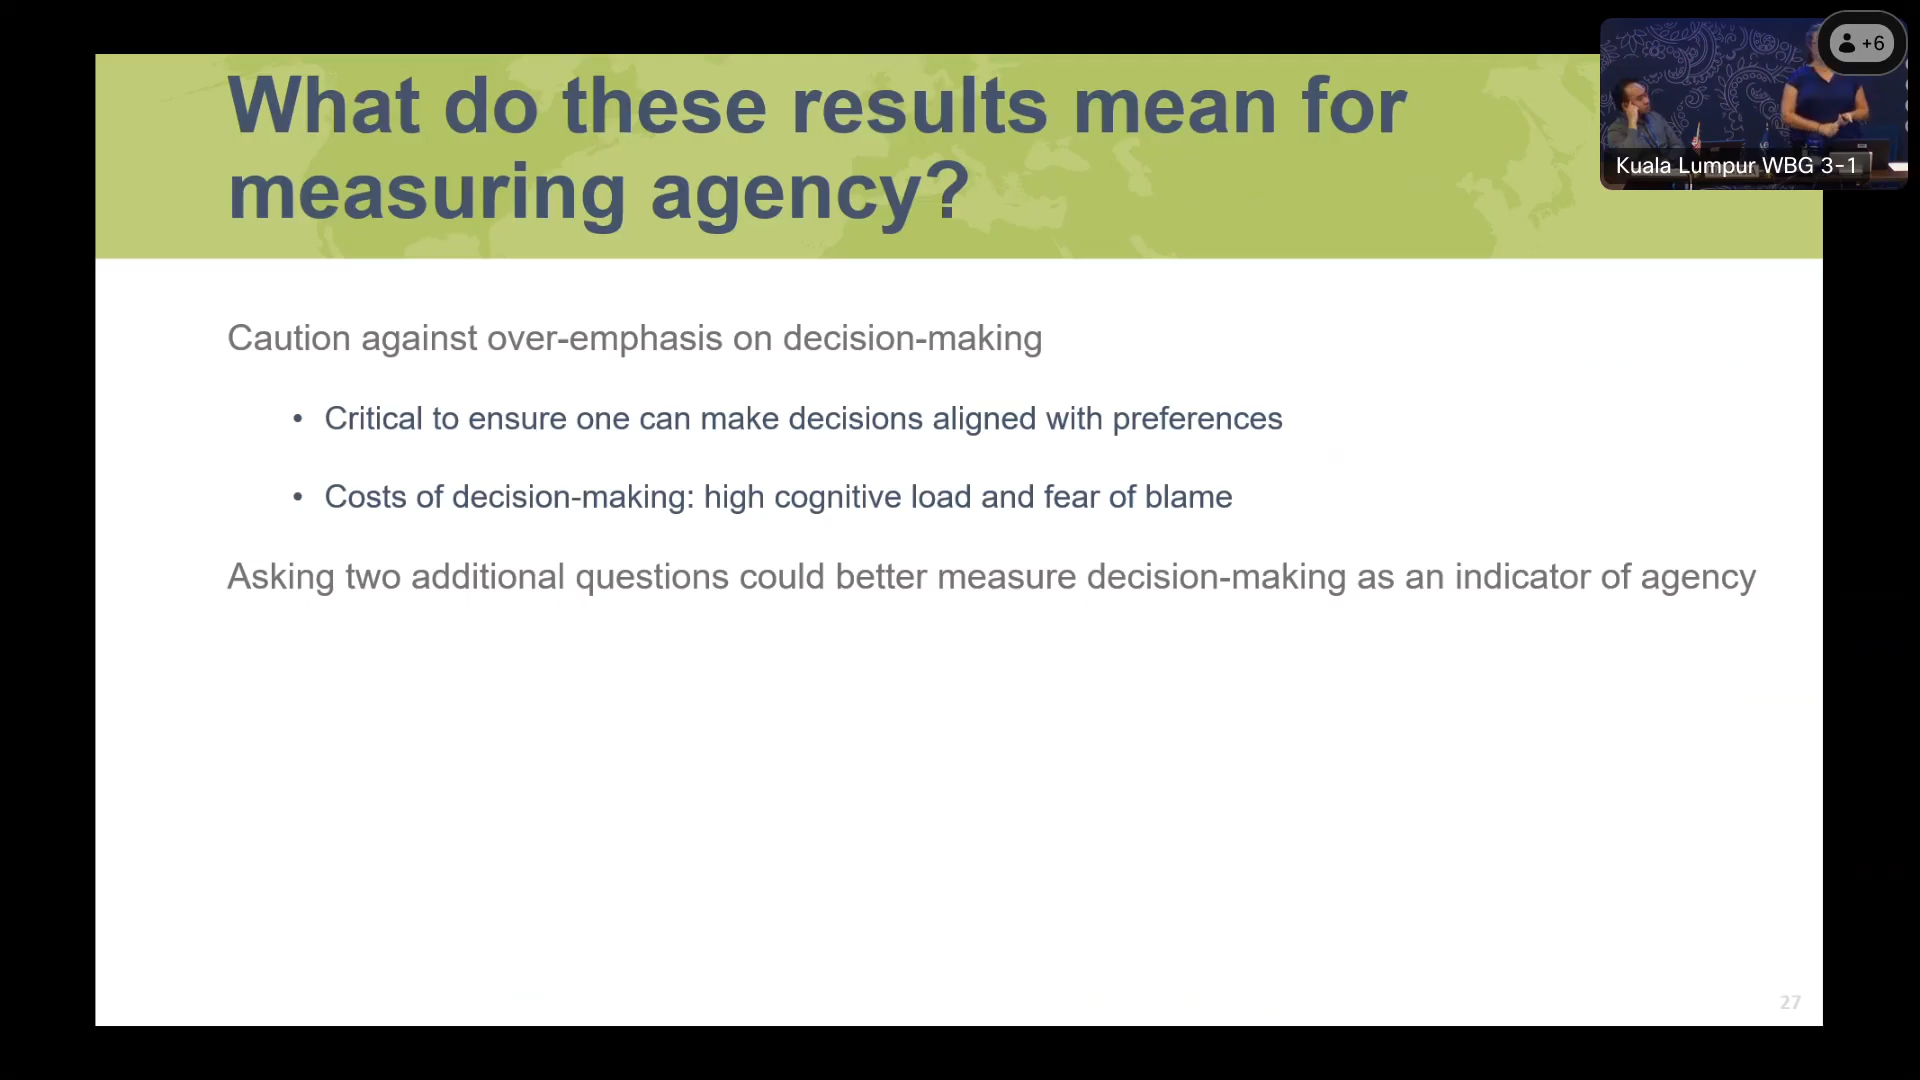 What do these results mean for
measuring agency?
+6
Kuala Lumpur WBG 3-1
Caution against over-emphasis on decision-making
• Critical to ensure one can make decisions aligned with preferences
• Costs of decision-making: high cognitive load and fear of blame
Asking two additional questions could better measure decision-making as an indicator of agency
27